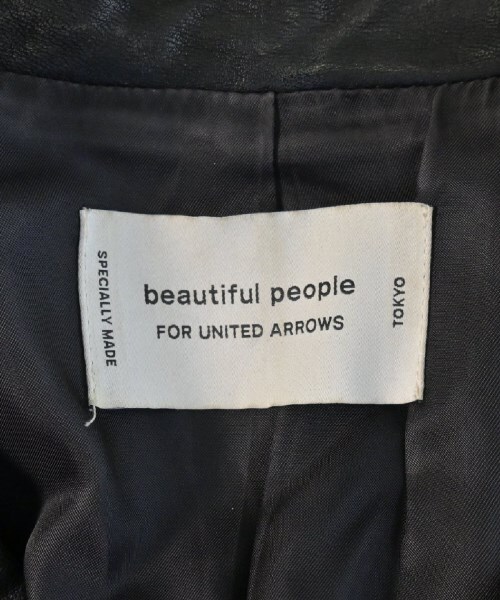 SPECIALLY MADE
beautiful people
FOR UNITED ARROWS
TOKYO